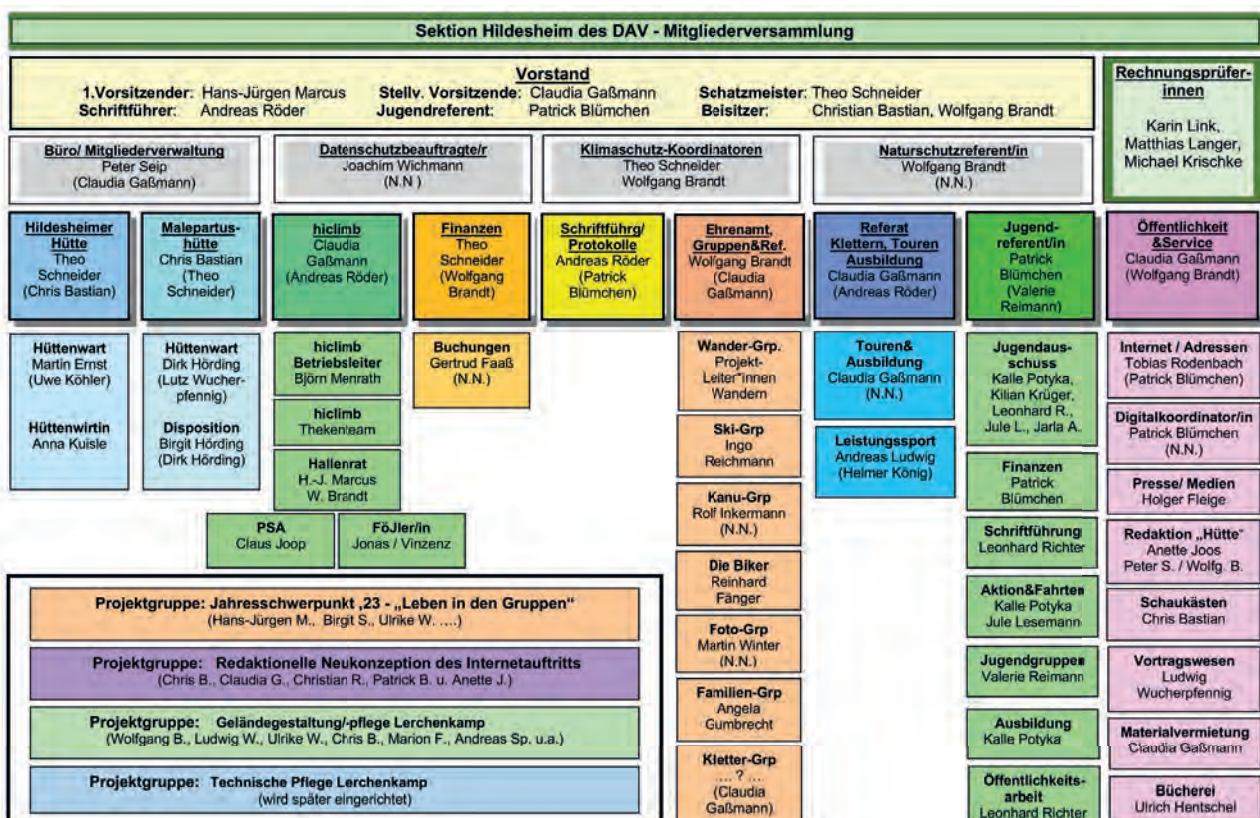 Sektion Hildesheim des DAV - Mitgliederversammlung
Vorstand
1.Vorsitzender: Hans-Jürgen Marcus Stellv. Vorsitzende: Claudia Gaßmann Schatzmeister: Theo Schneider
Schriftführer: Andreas Röder Jugendreferent: Patrick Blümchen Beisitzer: Christian Bastian, Wolfgang Brandt
Rechnungsprüfer-
innen
Karin Link,
Matthias Langer,
Michael Krischke
Büro/ Mitgliederverwaltung
Peter Seip
(Claudia Gaßmann)
Datenschutzbeauftragte/r
Joachim Wichmann
(N.N )
Klimaschutz-Koordinatoren
Theo Schneider
Wolfgang Brandt
Naturschutzreferent/in
Wolfgang Brandt
(N.N.)
Hildesheimer
Hütte
Theo
Schneider
(Chris Bastian)
Malepartus-
hütte
Chris Bastian
(Theo
Schneider)
hiclimb
Claudia
Gaßmann
(Andreas Röder)
Finanzen
Theo
Schneider
(Wolfgang
Brandt)
Schriftführg/
Protokolle
Andreas Röder
(Patrick
Blümchen)
Ehrenamt,
Gruppen&Ref.
Wolfgang Brandt
(Claudia
Gaßmann)
Referat
Klettern, Touren
Ausbildung
Claudia Gaßmann
(Andreas Röder)
Jugend-
referent/in
Patrick
Blümchen
(Valerie
Reimann)
Öffentlichkeit
&Service
Claudia Gaßmann
(Wolfgang Brandt)
Hüttenwart
Martin Ernst
(Uwe Köhler)
Hüttenwirtin
Anna Kuisle
Hüttenwart
Dirk Hörding
(Lutz Wucher-
pfennig)
Disposition
Birgit Hörding
(Dirk Hörding)
hiclimb
Betriebsleiter
Björn Menrath
hiclimb
Thekenteam
Hallenrat
H.-J. Marcus
W. Brandt
PSA
Claus Joop
FöJler/in
Jonas / Vinzenz
Buchungen
Gertrud Faaß
(N.N.)
Wander-Grp.
Projekt-
Leiter*innen
Wandern
Ski-Grp
Ingo
Reichmann
Kanu-Grp
Rolf Inkermann
(N.N.)
Die Biker
Reinhard
Fänger
Foto-Grp
Martin Winter
(N.N.)
Familien-Grp
Angela
Gumbrecht
Kletter-Grp
... ? ...
(Claudia
Gaßmann)
Touren&
Ausbildung
Claudia Gaßmann
(N.N.)
Leistungssport
Andreas Ludwig
(Helmer König)
Jugendaus-
schuss
Kalle Potyka,
Kilian Krüger,
Leonhard R.,
Jule L., Jarla A.
Finanzen
Patrick
Blümchen
Schriftführung
Leonhard Richter
Aktion&Fahrten
Kalle Potyka
Jule Lesemann
Jugendgruppen
Valerie Reimann
Ausbildung
Kalle Potyka
Öffentlichkeits-
arbeit
Leonhard Richter
Internet / Adressen
Tobias Rodenbach
(Patrick Blümchen)
Digitalkoordinator/in
Patrick Blümchen
(N.N.)
Presse/ Medien
Holger Fleige
Redaktion „Hütte"
Anette Joos
Peter S. / Wolfg. B.
Schaukästen
Chris Bastian
Vortragswesen
Ludwig
Wucherpfennig
Materialvermietung
Claudia Gaßmann
Bücherei
Ulrich Hentschel
Projektgruppe: Jahresschwerpunkt ‚23 - „Leben in den Gruppen"
(Hans-Jürgen M., Birgit S., Ulrike W. ....)
Projektgruppe: Redaktionelle Neukonzeption des Internetauftritts
(Chris B., Claudia G., Christian R., Patrick B. u. Anette J.)
Projektgruppe: Geländegestaltung/-pflege Lerchenkamp
(Wolfgang B., Ludwig W., Ulrike W., Chris B., Marion F., Andreas Sp. u.a.)
Projektgruppe: Technische Pflege Lerchenkamp
(wird später eingerichtet)